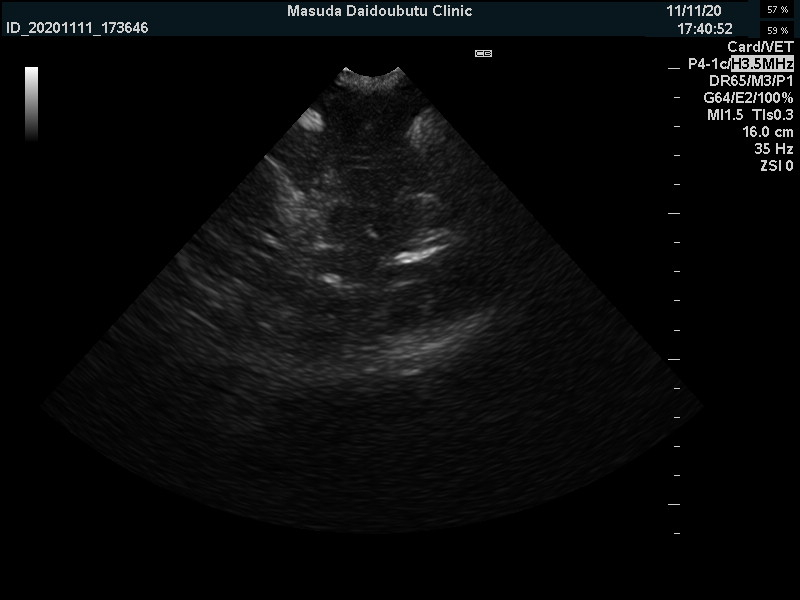 Masuda Daidoubutu Clinic
11/11/20
57 %
ID_20201111_173646
17:40:52
59 %
Card/VET
P4-1c/H3.5MHz
DR65/M3/P1
G64/E2/100%
MI1.5 TIs0.3
16.0 cm
35 Hz
ZSI 0